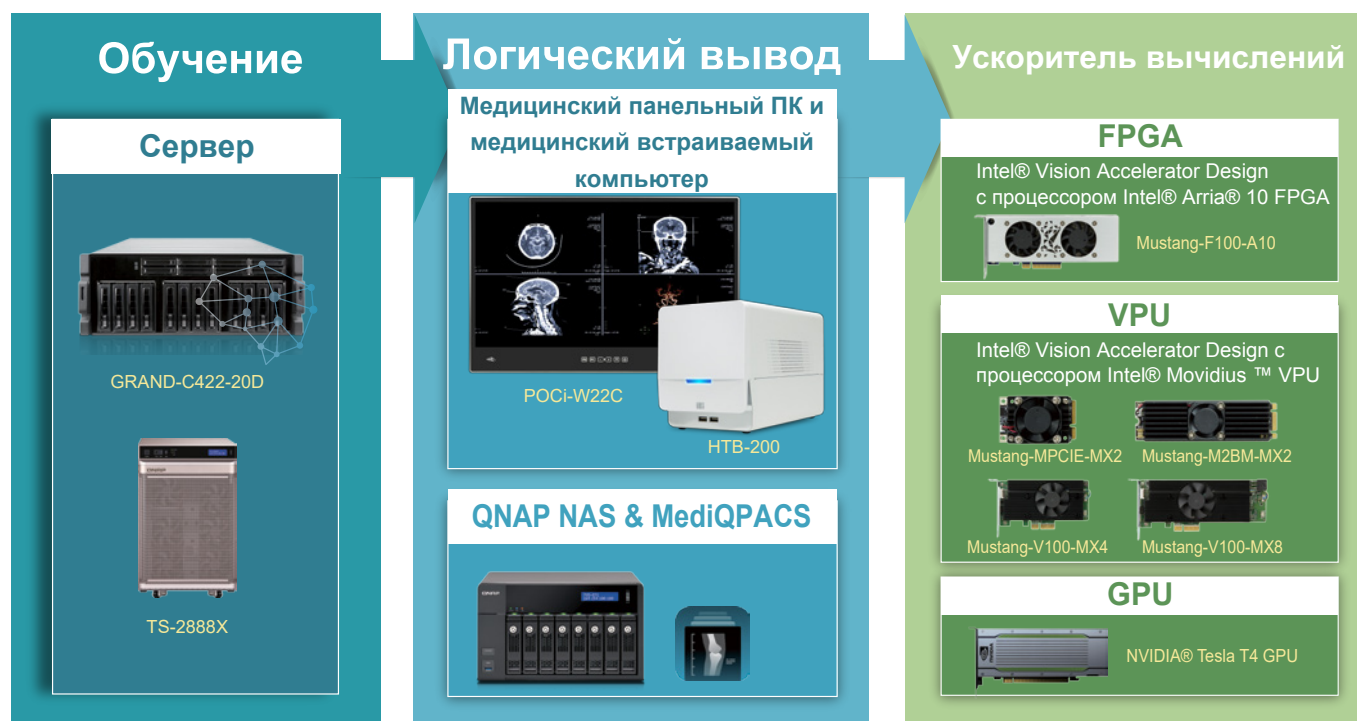 Обучение
Сервер
GRAND-C422-20D
QNAP
TS-2888X
Логический вывод
Медицинский панельный ПК и
медицинский встраиваемый
компьютер
POCi-W22C
HTB-200
QNAP NAS & MediQPACS
QNAP
Ускоритель вычислений
FPGA
Intel® Vision Accelerator Design
с процессором Intel® Arria® 10 FPGA
Mustang-F100-A10
VPU
Intel® Vision Accelerator Design с
процессором Intel® Movidius ™ VPU
Mustang-MPCIE-MX2
Mustang-M2BM-MX2
Mustang-V100-MX4
Mustang-V100-MX8
GPU
NVIDIA® Tesla T4 GPU